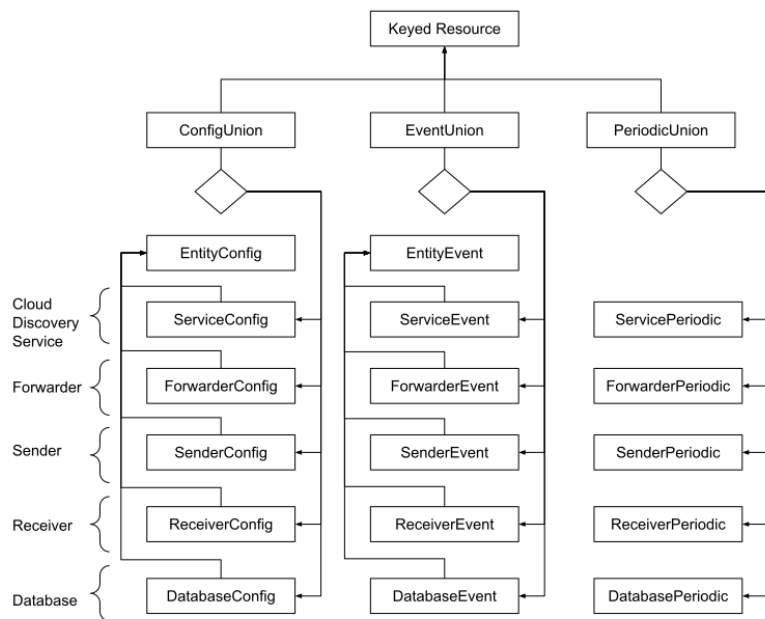 Keyed Resource
ConfigUnion
EventUnion
PeriodicUnion
EntityConfig
EntityEvent
Cloud
Discovery
Service
ServiceConfig
ServiceEvent
ServicePeriodic
Forwarder
ForwarderConfig
ForwarderEvent
ForwarderPeriodic
Sender
SenderConfig
SenderEvent
SenderPeriodic
Receiver
ReceiverConfig
ReceiverEvent
ReceiverPeriodic
Database
DatabaseConfig
DatabaseEvent
DatabasePeriodic